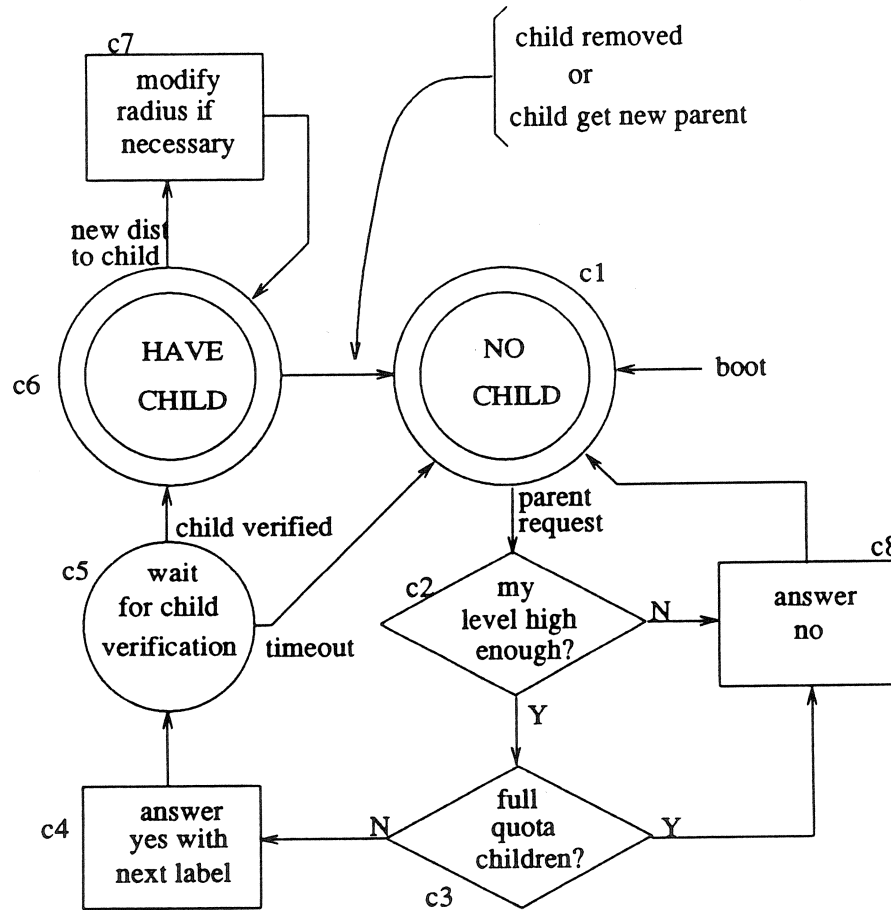 c7
modify
radius if
necessary
child removed
or
child get new parent
new dist
to child
c1
HAVE
CHILD
c6
NO
CHILD
boot
child verified
parent
request
c5
wait
for child
verification
timeout
c2
my
level high
enough?
N
c8
answer
no
Y
c4
answer
yes with
next label
N
full
quota
children?
Y
c3